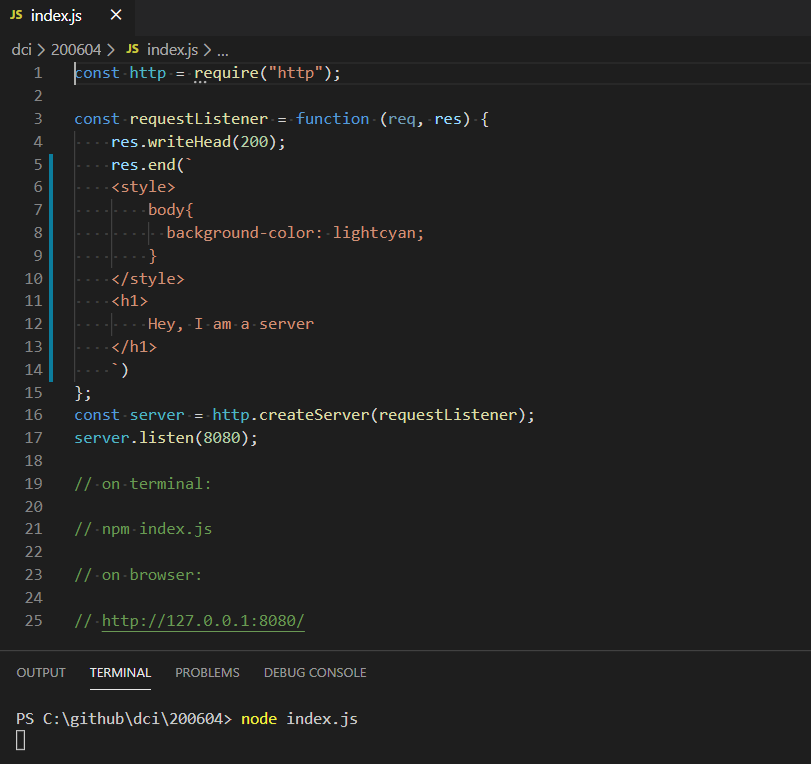 JS index.js ×
dci > 200604 > JS index.js > ...
1 const http = require("http");
2
3 const requestListener = function (req, res) {
4 res.writeHead(200);
5 res.end(`
6 <style>
7 body{
8 background-color: lightcyan;
9 }
10 </style>
11 <h1>
12 Hey, I am a server
13 </h1>
14 `)
15 };
16 const server = http.createServer(requestListener);
17 server.listen(8080);
18
19 // on terminal:
20
21 // npm index.js
22
23 // on browser:
24
25 // http://127.0.0.1:8080/
OUTPUT TERMINAL PROBLEMS DEBUG CONSOLE
PS C:\github\dci\200604> node index.js